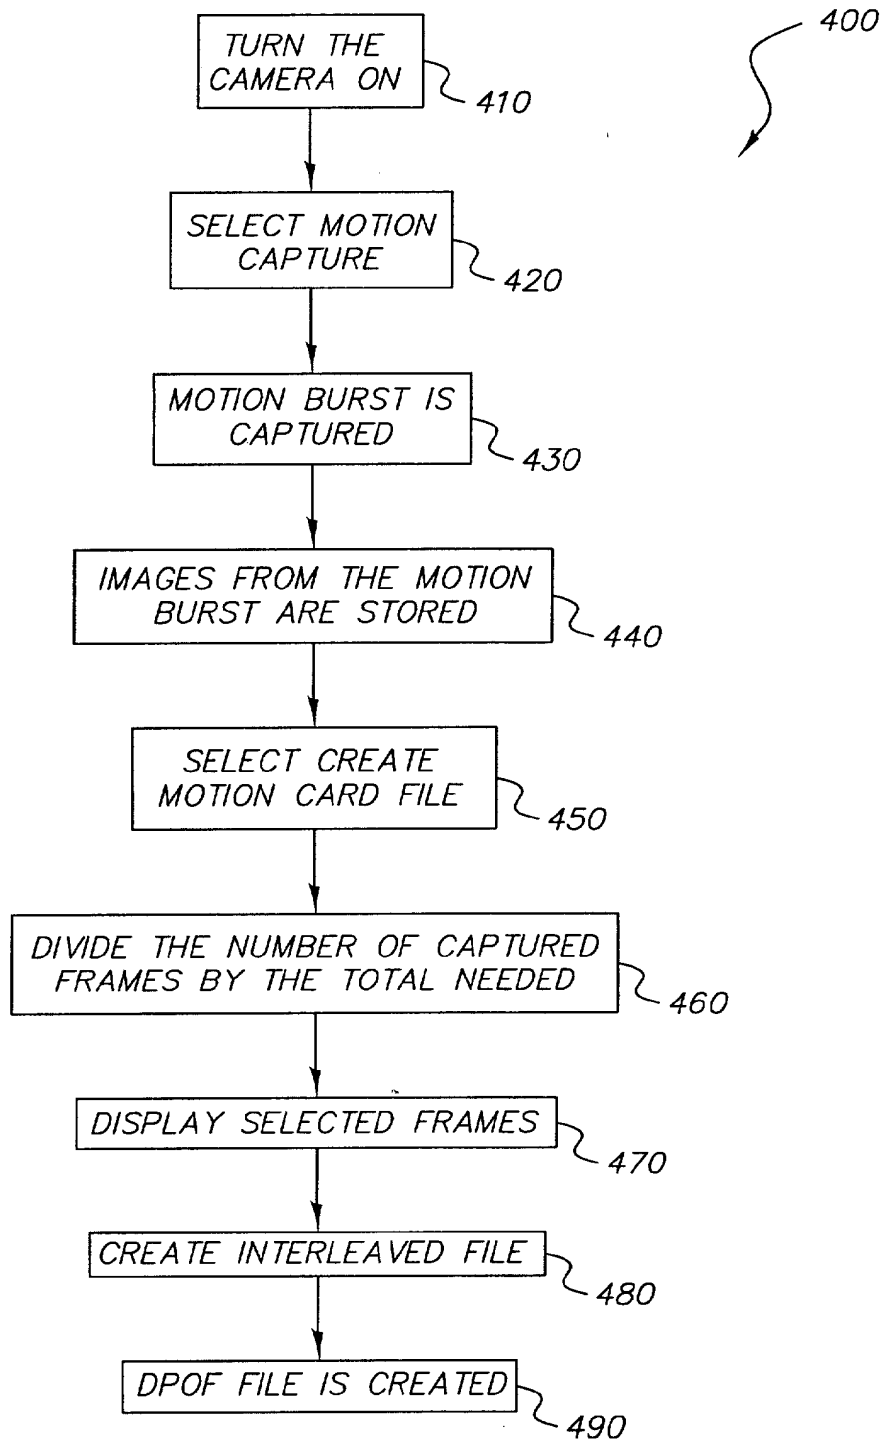 400
TURN THE
CAMERA ON
410
SELECT MOTION
CAPTURE
420
MOTION BURST IS
CAPTURED
430
IMAGES FROM THE MOTION
BURST ARE STORED
440
SELECT CREATE
MOTION CARD FILE
450
DIVIDE THE NUMBER OF CAPTURED
FRAMES BY THE TOTAL NEEDED
460
DISPLAY SELECTED FRAMES
470
CREATE INTERLEAVED FILE
480
DPOF FILE IS CREATED
490